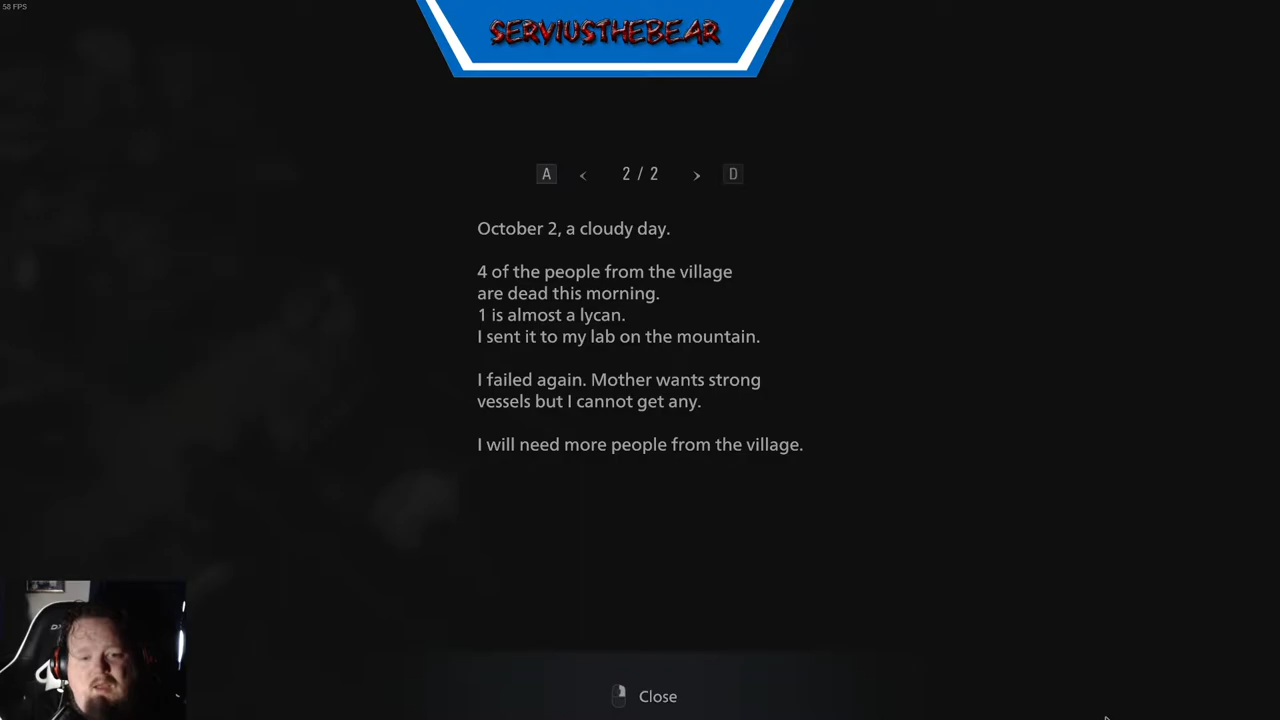 58 FPS
SERVIUSTHEBEAR
A < 2 / 2 > D
October 2, a cloudy day.
4 of the people from the village
are dead this morning.
1 is almost a lycan.
I sent it to my lab on the mountain.
I failed again. Mother wants strong
vessels but I cannot get any.
I will need more people from the village.
Close